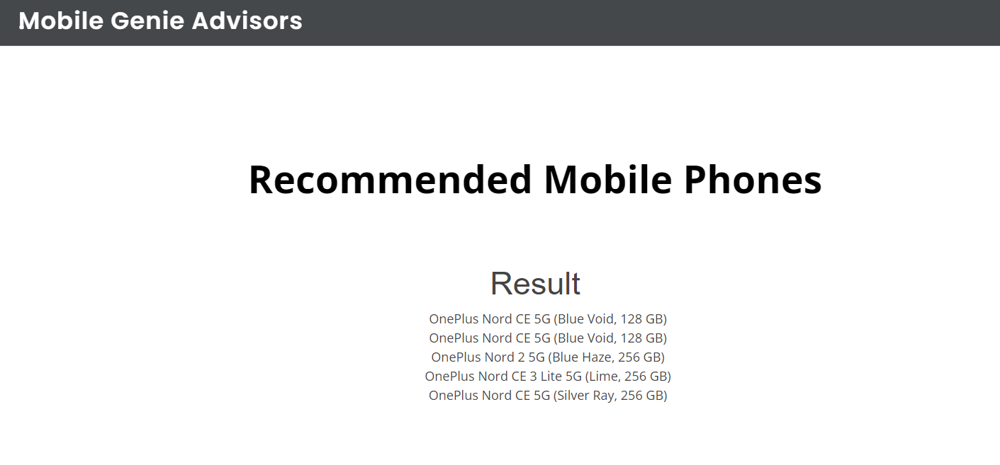 Mobile Genie Advisors
Recommended Mobile Phones
Result
OnePlus Nord CE 5G (Blue Void, 128 GB)
OnePlus Nord CE 5G (Blue Void, 128 GB)
OnePlus Nord 2 5G (Blue Haze, 256 GB)
OnePlus Nord CE 3 Lite 5G (Lime, 256 GB)
OnePlus Nord CE 5G (Silver Ray, 256 GB)